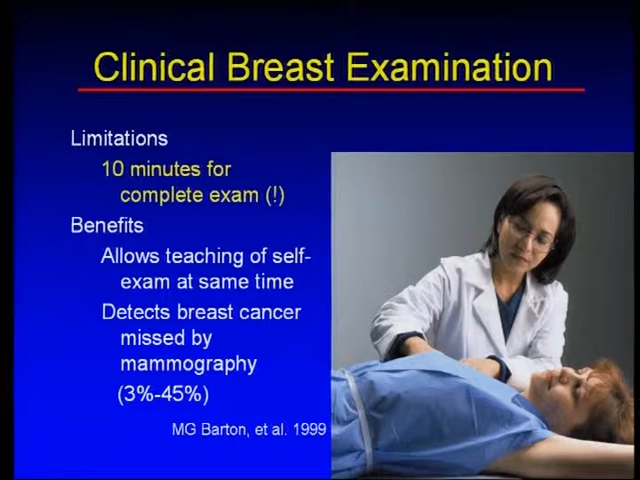 Clinical Breast Examination
Limitations
10 minutes for
complete exam (!)
Benefits
Allows teaching of self-
exam at same time
Detects breast cancer
missed by
mammography
(3%-45%)
MG Barton, et al. 1999